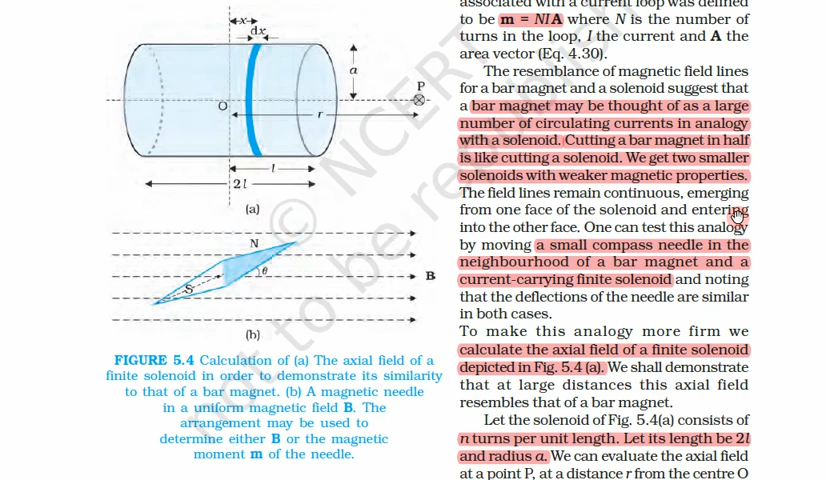 x
dx
a
P
O
r
l
2l
(a)
N
S
θ
B
(b)
FIGURE 5.4 Calculation of (a) The axial field of a
finite solenoid in order to demonstrate its similarity
to that of a bar magnet. (b) A magnetic needle
in a uniform magnetic field B. The
arrangement may be used to
determine either B or the magnetic
moment m of the needle.
associated with a current loop was defined
to be m = NIA where N is the number of
turns in the loop, I the current and A the
area vector (Eq. 4.30).
The resemblance of magnetic field lines
for a bar magnet and a solenoid suggest that
a bar magnet may be thought of as a large
number of circulating currents in analogy
with a solenoid. Cutting a bar magnet in half
is like cutting a solenoid. We get two smaller
solenoids with weaker magnetic properties.
The field lines remain continuous, emerging
from one face of the solenoid and entering
into the other face. One can test this analogy
by moving a small compass needle in the
neighbourhood of a bar magnet and a
current-carrying finite solenoid and noting
that the deflections of the needle are similar
in both cases.
To make this analogy more firm we
calculate the axial field of a finite solenoid
depicted in Fig. 5.4 (a). We shall demonstrate
that at large distances this axial field
resembles that of a bar magnet.
Let the solenoid of Fig. 5.4(a) consists of
n turns per unit length. Let its length be 2l
and radius a. We can evaluate the axial field
at a point P, at a distance r from the centre O
© NCERT
not to be republished